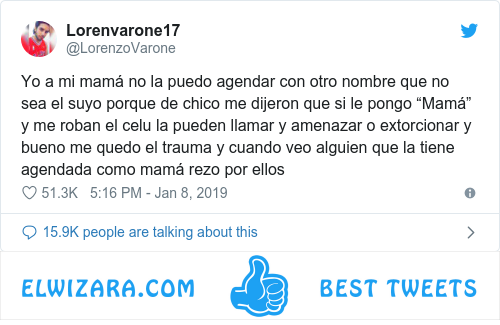 Lorenvarone17
@LorenzoVarone
Yo a mi mamá no la puedo agendar con otro nombre que no
sea el suyo porque de chico me dijeron que si le pongo “Mamá”
y me roban el celu la pueden llamar y amenazar o extorcionar y
bueno me quedo el trauma y cuando veo alguien que la tiene
agendada como mamá rezo por ellos
51.3K 5:16 PM - Jan 8, 2019
15.9K people are talking about this
ELWIZARA.COM BEST TWEETS